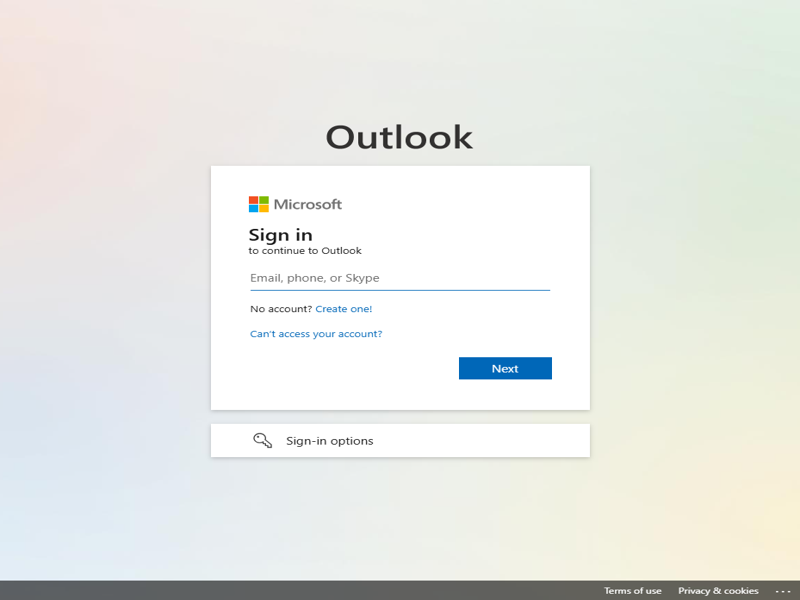 Outlook
Microsoft
Sign in
to continue to Outlook
Email, phone, or Skype
No account? Create one!
Can't access your account?
Next
Sign-in options
Terms of use Privacy & cookies ...